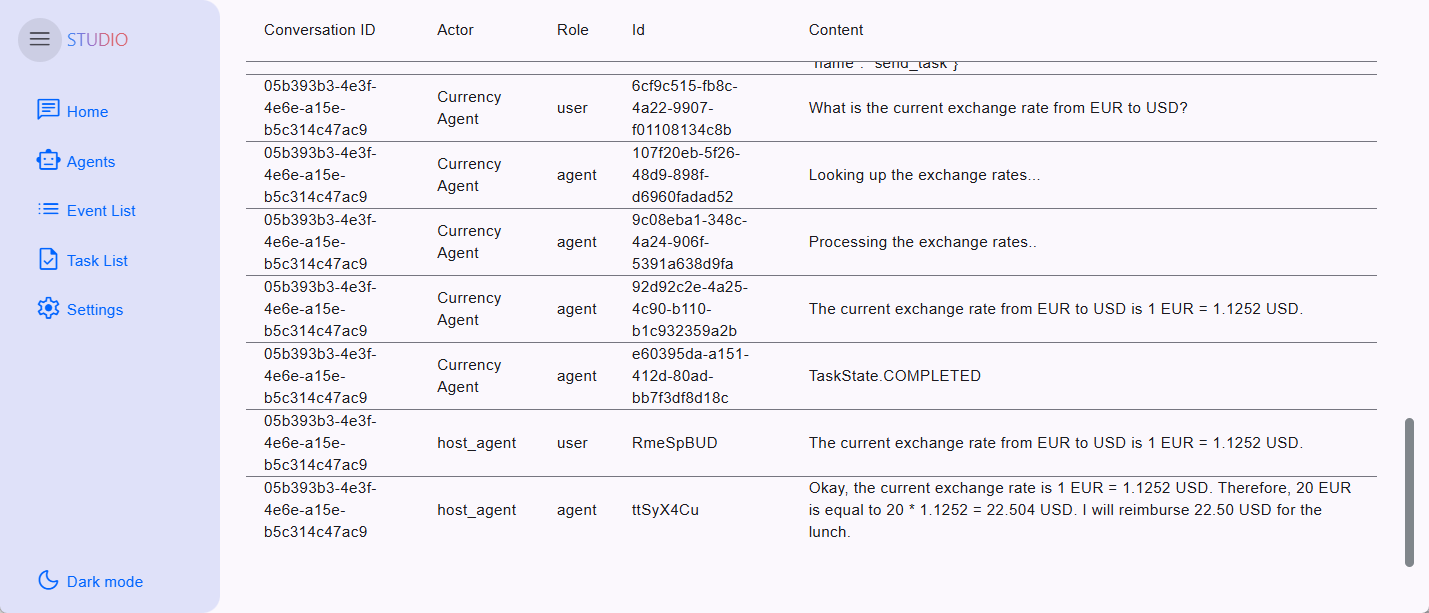 STUDIO
Home
Agents
Event List
Task List
Settings
Dark mode
Conversation ID Actor Role Id Content
"name": "send_task"}
05b393b3-4e3f-
4e6e-a15e-
b5c314c47ac9
Currency
Agent
user
6cf9c515-fb8c-
4a22-9907-
f01108134c8b
What is the current exchange rate from EUR to USD?
05b393b3-4e3f-
4e6e-a15e-
b5c314c47ac9
Currency
Agent
agent
107f20eb-5f26-
48d9-898f-
d6960fadad52
Looking up the exchange rates...
05b393b3-4e3f-
4e6e-a15e-
b5c314c47ac9
Currency
Agent
agent
9c08eba1-348c-
4a24-906f-
5391a638d9fa
Processing the exchange rates..
05b393b3-4e3f-
4e6e-a15e-
b5c314c47ac9
Currency
Agent
agent
92d92c2e-4a25-
4c90-b110-
b1c932359a2b
The current exchange rate from EUR to USD is 1 EUR = 1.1252 USD.
05b393b3-4e3f-
4e6e-a15e-
b5c314c47ac9
Currency
Agent
agent
e60395da-a151-
412d-80ad-
bb7f3df8d18c
TaskState.COMPLETED
05b393b3-4e3f-
4e6e-a15e-
b5c314c47ac9
host_agent
user
RmeSpBUD
The current exchange rate from EUR to USD is 1 EUR = 1.1252 USD.
05b393b3-4e3f-
4e6e-a15e-
b5c314c47ac9
host_agent
agent
ttSyX4Cu
Okay, the current exchange rate is 1 EUR = 1.1252 USD. Therefore, 20 EUR
is equal to 20 * 1.1252 = 22.504 USD. I will reimburse 22.50 USD for the
lunch.